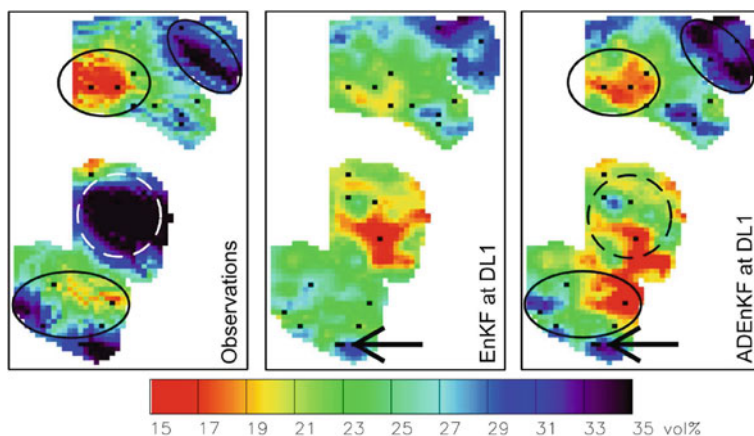 Observations
EnKF at DL1
ADEnKF at DL1
15 17 19 21 23 25 27 29 31 33 35 vol%